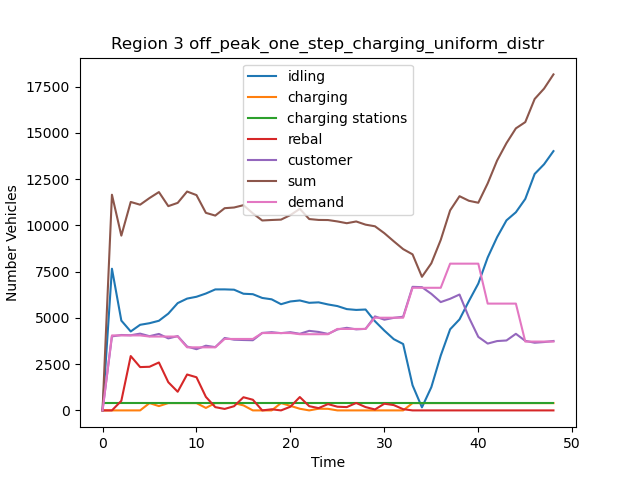 Region 3 off_peak_one_step_charging_uniform_distr
idling
charging
charging stations
rebal
customer
sum
demand
Number Vehicles
17500
15000
12500
10000
7500
5000
2500
0
0 10 20 30 40 50
Time